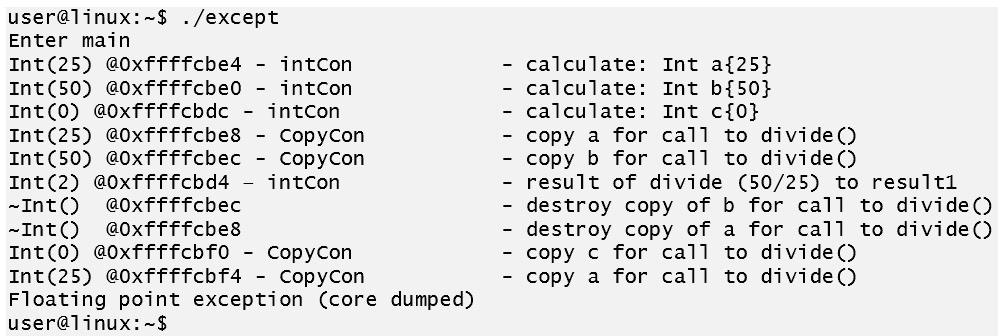 user@linux:~$ ./except
Enter main
Int(25) @0xffffcbe4 - intCon - calculate: Int a{25}
Int(50) @0xffffcbe0 - intCon - calculate: Int b{50}
Int(0) @0xffffcbdc - intCon - calculate: Int c{0}
Int(25) @0xffffcbe8 - CopyCon - copy a for call to divide()
Int(50) @0xffffcbec - CopyCon - copy b for call to divide()
Int(2) @0xffffcbd4 – intCon - result of divide (50/25) to result1
~Int() @0xffffcbec - destroy copy of b for call to divide()
~Int() @0xffffcbe8 - destroy copy of a for call to divide()
Int(0) @0xffffcbf0 - CopyCon - copy c for call to divide()
Int(25) @0xffffcbf4 - CopyCon - copy a for call to divide()
Floating point exception (core dumped)
user@linux:~$